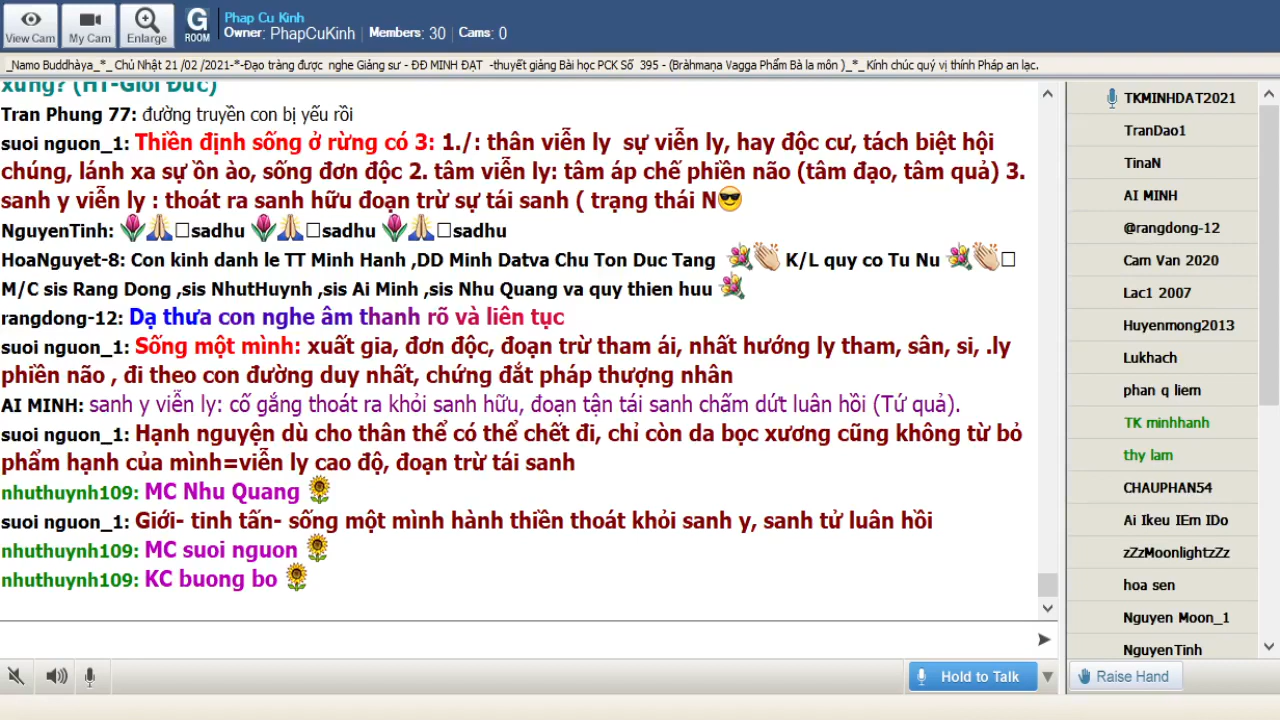 View Cam
My Cam
Enlarge
G
ROOM
Phap Cu Kinh
Owner: PhapCuKinh | Members: 30 | Cams: 0
_Namo Buddhàya_*_ Chủ Nhật 21 /02 /2021-*-Đạo tràng được nghe Giảng sư - ĐĐ MINH ĐẠT -thuyết giảng Bài học PCK Số 395 - (Bràhmaṇa Vagga Phẩm Bà la môn )_*_ Kính chúc quý vị thính Pháp an lạc.
xứng? (HT-Giới Đức)
Tran Phung 77: đường truyền con bị yếu rồi
suoi nguon_1: Thiền định sống ở rừng có 3: 1./: thân viễn ly sự viễn ly, hay độc cư, tách biệt hội
chúng, lánh xa sự ồn ào, sống đơn độc 2. tâm viễn ly: tâm áp chế phiền não (tâm đạo, tâm quả) 3.
sanh y viễn ly : thoát ra sanh hữu đoạn trừ sự tái sanh ( trạng thái N😎
NguyenTinh: 🌷🙏□sadhu 🌷🙏□sadhu 🌷🙏□sadhu
HoaNguyet-8: Con kinh danh le TT Minh Hanh ,DD Minh Datva Chu Ton Duc Tang 💐👏 K/L quy co Tu Nu 💐👏□
M/C sis Rang Dong ,sis NhutHuynh ,sis Ai Minh ,sis Nhu Quang va quy thien huu 💐
rangdong-12: Dạ thưa con nghe âm thanh rõ và liên tục
suoi nguon_1: Sống một mình: xuất gia, đơn độc, đoạn trừ tham ái, nhất hướng ly tham, sân, si, .ly
phiền não , đi theo con đường duy nhất, chứng đắt pháp thượng nhân
AI MINH: sanh y viễn ly: cố gắng thoát ra khỏi sanh hữu, đoạn tận tái sanh chấm dứt luân hồi (Tứ quả).
suoi nguon_1: Hạnh nguyện dù cho thân thể có thể chết đi, chỉ còn da bọc xương cũng không từ bỏ
phẩm hạnh của mình=viễn ly cao độ, đoạn trừ tái sanh
nhuthuynh109: MC Nhu Quang 🌻
suoi nguon_1: Giới- tinh tấn- sống một mình hành thiền thoát khỏi sanh y, sanh tử luân hồi
nhuthuynh109: MC suoi nguon 🌻
nhuthuynh109: KC buong bo 🌻
Hold to Talk
TKMINHDAT2021
TranDao1
TinaN
AI MINH
@rangdong-12
Cam Van 2020
Lac1 2007
Huyenmong2013
Lukhach
phan q liem
TK minhhanh
thy lam
CHAUPHAN54
Ai Ikeu IEm IDo
zZzMoonlightzZz
hoa sen
Nguyen Moon_1
NguyenTinh
Raise Hand